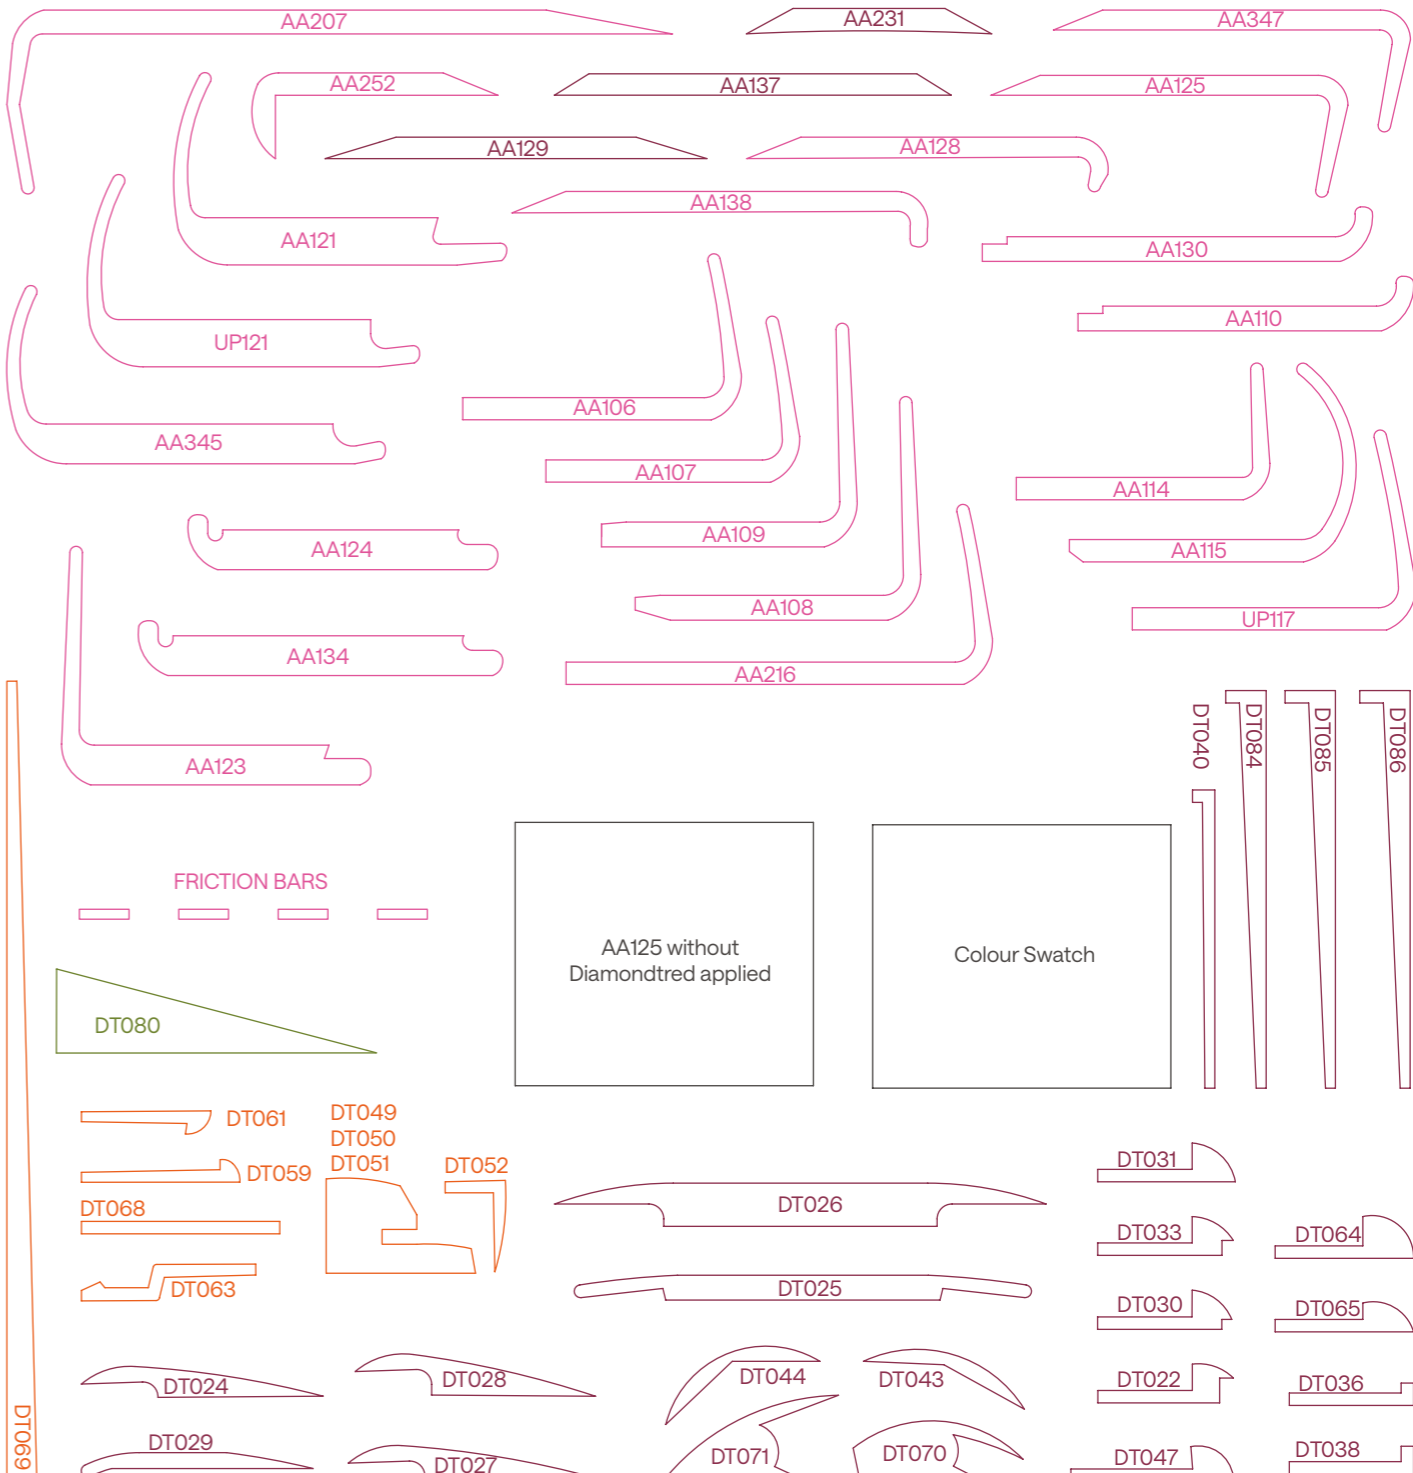 AA207
AA231
AA347
AA252
AA137
AA125
AA129
AA128
AA138
AA121
AA130
AA110
UP121
AA106
AA345
AA107
AA114
AA109
AA124
AA115
AA108
UP117
AA134
AA216
AA123
DT040
DT084
DT085
DT086
FRICTION BARS
AA125 without
Diamondtred applied
Colour Swatch
DT080
DT061
DT049
DT050
DT051
DT059
DT052
DT068
DT063
DT031
DT026
DT033
DT064
DT025
DT030
DT065
DT024
DT028
DT044
DT043
DT022
DT036
DT069
DT029
DT027
DT071
DT070
DT047
DT038